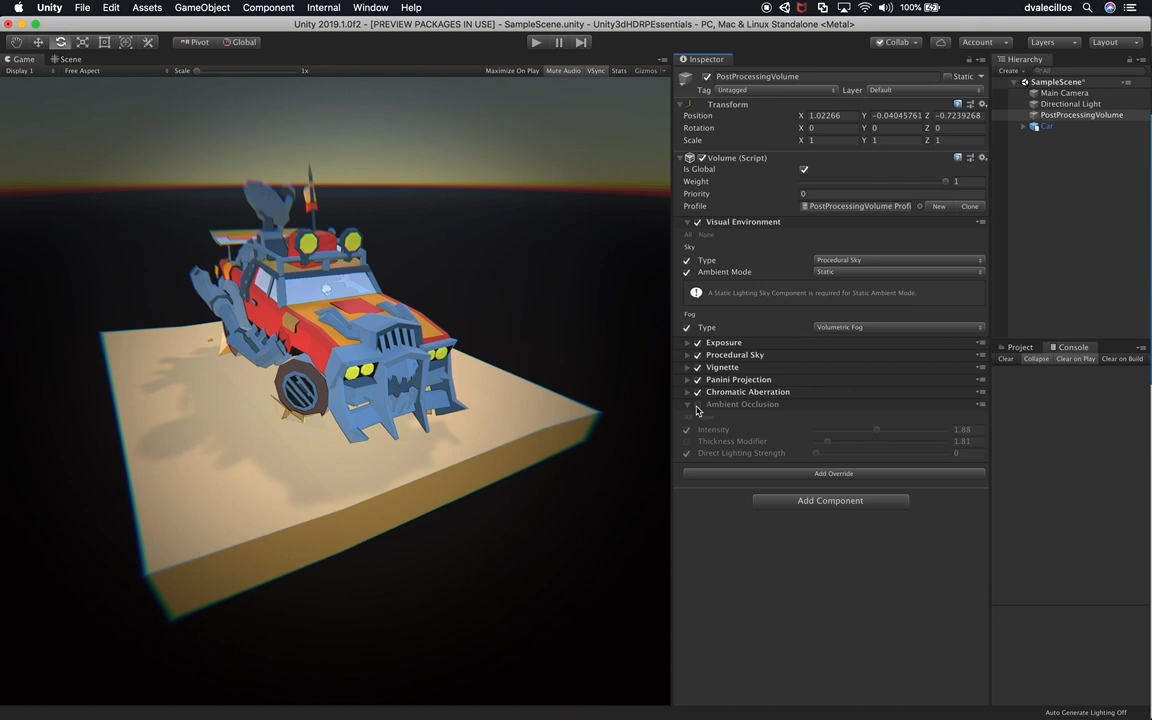 Unity File Edit Assets GameObject Component Internal Window Help 100% dvalecillos
Unity 2019.1.0f2 - [PREVIEW PACKAGES IN USE] - SampleScene.unity - Unity3dHDRPEssentials - PC, Mac & Linux Standalone <Metal>
Pivot Global Collab Account Layers Layout
Game Scene Inspector Hierarchy
Display 1 Free Aspect Scale 1x Maximize On Play Mute Audio VSync Stats Gizmos
PostProcessingVolume Static
Tag Untagged Layer Default
Create All
SampleScene*
Main Camera
Directional Light
PostProcessingVolume
Car
Transform
Position X 1.02266 Y -0.04045761 Z -0.7239268
Rotation X 0 Y 0 Z 0
Scale X 1 Y 1 Z 1
Volume (Script)
Is Global
Weight 1
Priority 0
Profile PostProcessingVolume Profi New Clone
Visual Environment
All None
Sky
Type Procedural Sky
Ambient Mode Static
A Static Lighting Sky Component is required for Static Ambient Mode.
Fog
Type Volumetric Fog
Exposure
Procedural Sky
Vignette
Panini Projection
Chromatic Aberration
Ambient Occlusion
Intensity 1.88
Thickness Modifier 1.81
Direct Lighting Strength 0
Add Override
Add Component
Project Console
Clear Collapse Clear on Play Clear on Build
Auto Generate Lighting Off